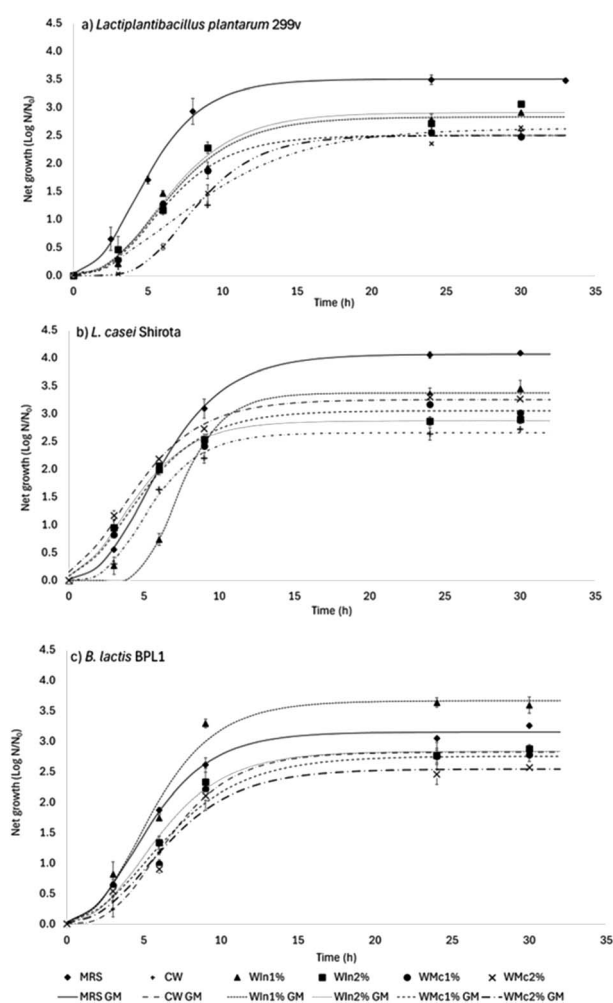 a) Lactiplantibacillus plantarum 299v
4.5
4.0
3.5
3.0
2.5
2.0
1.5
1.0
0.5
0.0
Net growth (Log N/N₀)
0 5 10 15 20 25 30 35
Time (h)
b) L. casei Shirota
4.5
4.0
3.5
3.0
2.5
2.0
1.5
1.0
0.5
0.0
Net growth (Log N/N₀)
0 5 10 15 20 25 30 35
Time (h)
c) B. lactis BPL1
4.5
4.0
3.5
3.0
2.5
2.0
1.5
1.0
0.5
0.0
Net growth (Log N/N₀)
0 5 10 15 20 25 30 35
Time (h)
MRS CW WIn1% WIn2% WMc1% WMc2%
MRS GM CW GM WIn1% GM WIn2% GM WMc1% GM WMc2% GM